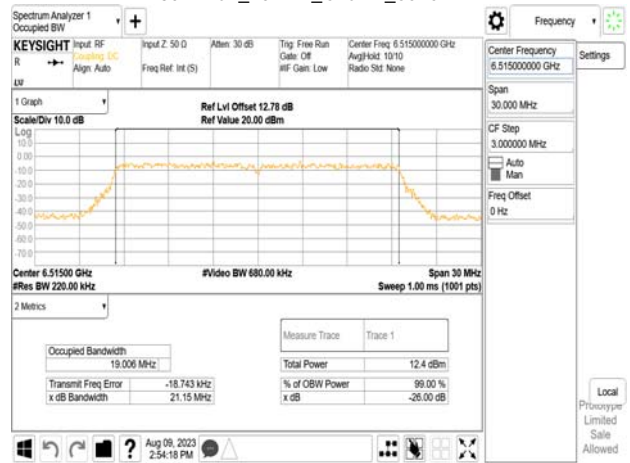 Spectrum Analyzer 1
Occupied BW
Frequency
KEYSIGHT
R
Input: RF
Coupling: DC
Align: Auto
Input Z: 50 Ω
Freq Ref: Int (S)
Atten: 30 dB
Trig: Free Run
Gate: Off
#IF Gain: Low
Center Freq: 6.515000000 GHz
Avg|Hold: 10/10
Radio Std: None
Center Frequency
6.515000000 GHz
Settings
Span
30.000 MHz
CF Step
3.000000 MHz
Auto
Man
Freq Offset
0 Hz
1 Graph
Scale/Div 10.0 dB
Ref Lvl Offset 12.78 dB
Ref Value 20.00 dBm
Log
10.0
0.00
-10.0
-20.0
-30.0
-40.0
-50.0
-60.0
-70.0
Center 6.51500 GHz
#Video BW 680.00 kHz
Span 30 MHz
#Res BW 220.00 kHz
Sweep 1.00 ms (1001 pts)
2 Metrics
Measure Trace
Trace 1
Occupied Bandwidth
19.006 MHz
Total Power
12.4 dBm
Transmit Freq Error
-18.743 kHz
% of OBW Power
99.00 %
x dB Bandwidth
21.15 MHz
x dB
-26.00 dB
Local
Prototype
Limited
Sale
Allowed
?
Aug 09, 2023
2:54:18 PM